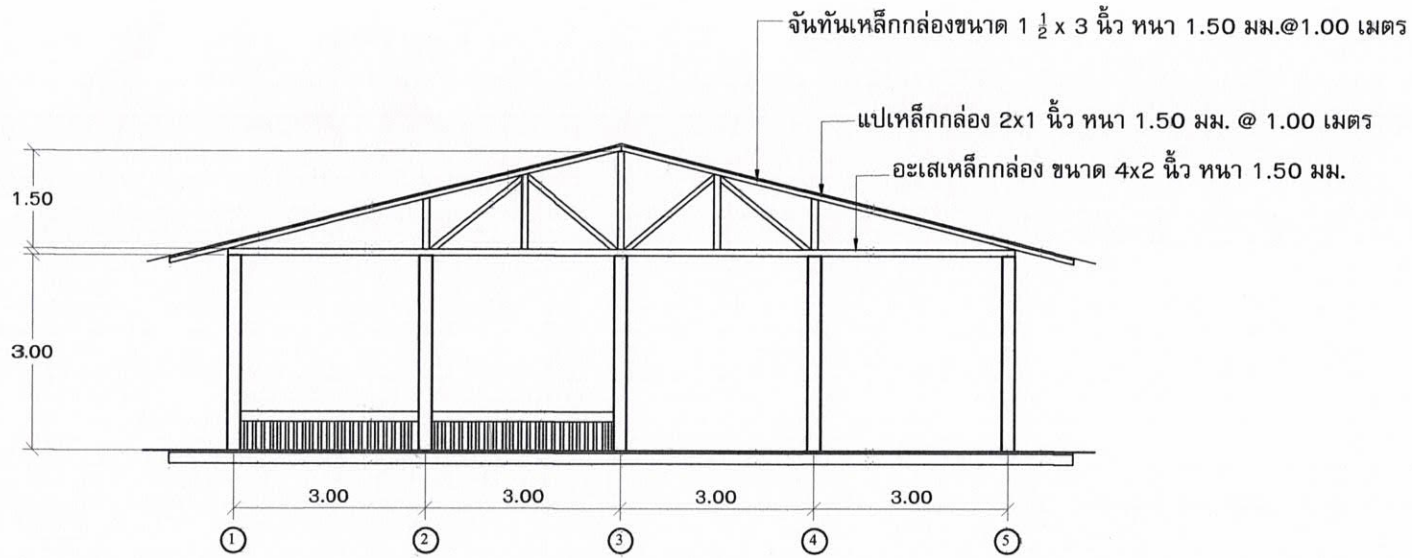 จันทันเหล็กกล่องขนาด 1 ½ x 3 นิ้ว หนา 1.50 มม.@1.00 เมตร
แปเหล็กกล่อง 2x1 นิ้ว หนา 1.50 มม. @ 1.00 เมตร
อะเสเหล็กกล่อง ขนาด 4x2 นิ้ว หนา 1.50 มม.
1.50
3.00
3.00 3.00 3.00 3.00
1 2 3 4 5